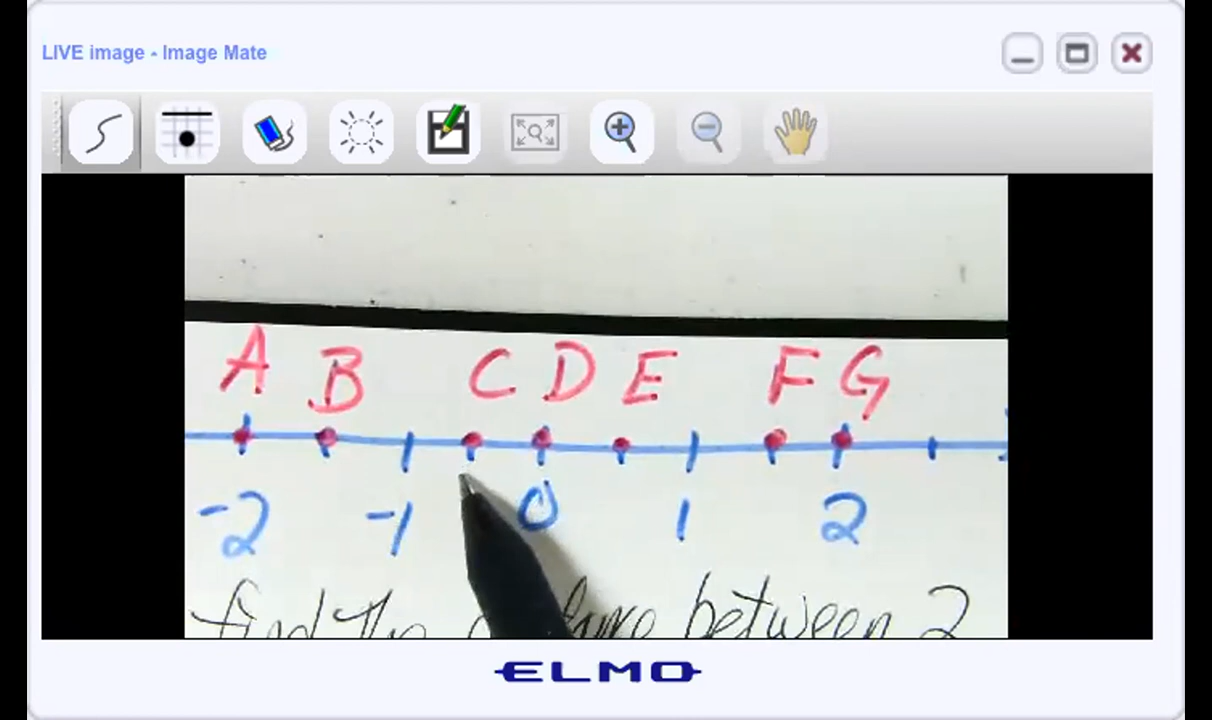 LIVE image - Image Mate
A B C D E F G
-2 -1 0 1 2
find the between 2
ELMO